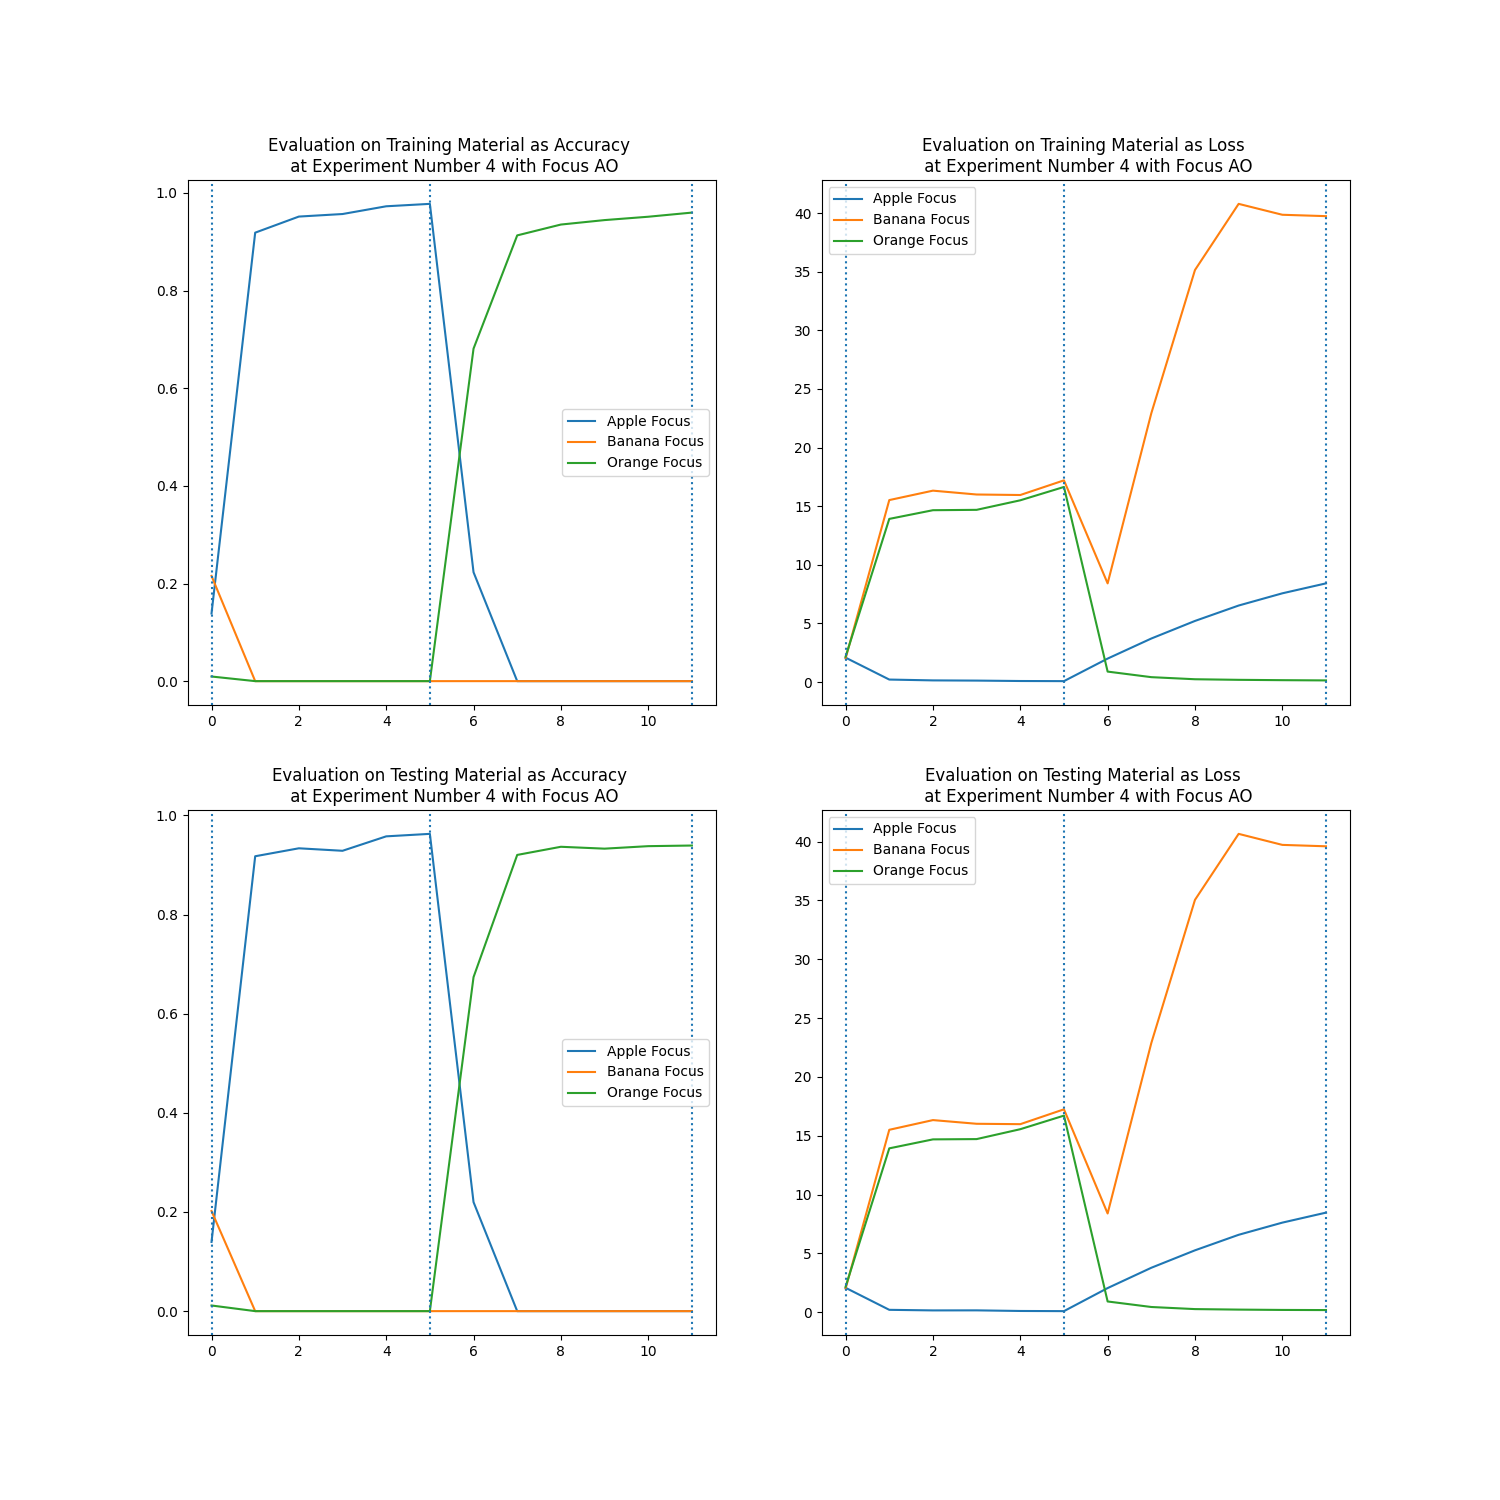 Evaluation on Training Material as Accuracy
at Experiment Number 4 with Focus AO
1.0
0.8
0.6
0.4
0.2
0.0
Apple Focus
Banana Focus
Orange Focus
0 2 4 6 8 10
Evaluation on Training Material as Loss
at Experiment Number 4 with Focus AO
Apple Focus
Banana Focus
Orange Focus
40
35
30
25
20
15
10
5
0
0 2 4 6 8 10
Evaluation on Testing Material as Accuracy
at Experiment Number 4 with Focus AO
1.0
0.8
0.6
0.4
0.2
0.0
Apple Focus
Banana Focus
Orange Focus
0 2 4 6 8 10
Evaluation on Testing Material as Loss
at Experiment Number 4 with Focus AO
Apple Focus
Banana Focus
Orange Focus
40
35
30
25
20
15
10
5
0
0 2 4 6 8 10